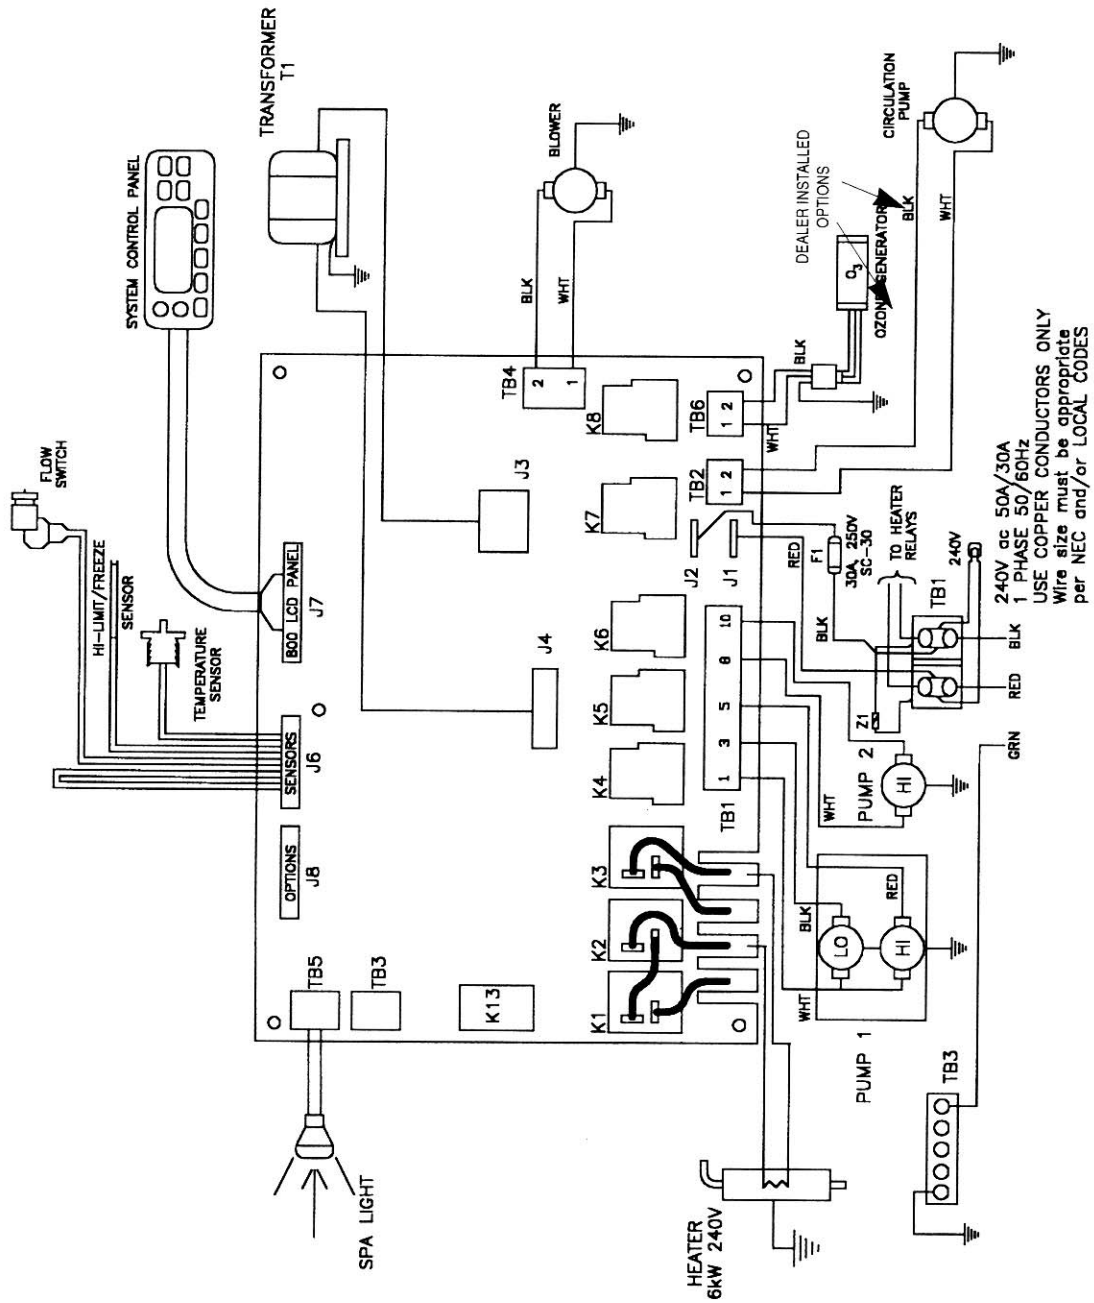 SPA LIGHT
HEATER
6kW 240V
TB5
TB3
K13
OPTIONS
J8
SENSORS
J6
TEMPERATURE
SENSOR
HI-LIMIT/FREEZE
SENSOR
FLOW
SWITCH
800 LCD PANEL
J7
SYSTEM CONTROL PANEL
TRANSFORMER
T1
J4
J3
K1
K2
K3
K4
K5
K6
K7
K8
TB1
1
3
5
8
10
J2
J1
TB2
1 2
TB6
1 2
TB4
2
1
BLK
WHT
BLOWER
WHT
BLK
O3
OZONE GENERATOR
DEALER INSTALLED
OPTIONS
BLK
WHT
CIRCULATION
PUMP
RED
F1
30A, 250V
SC-30
BLK
TO HEATER
RELAYS
TB1
240V
Z1
BLK
RED
GRN
WHT
PUMP 2
HI
WHT
BLK
RED
LO
HI
PUMP 1
TB3
240V ac 50A/30A
1 PHASE 50/60Hz
USE COPPER CONDUCTORS ONLY
Wire size must be appropriate
per NEC and/or LOCAL CODES